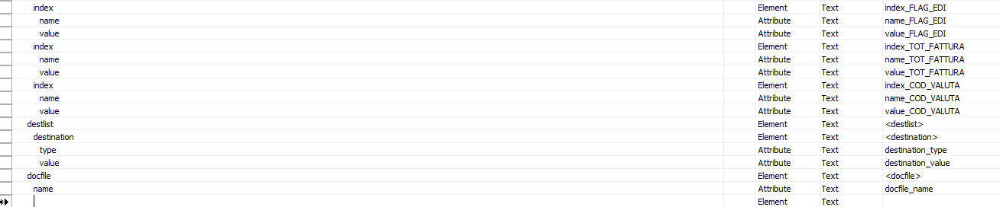 index Element Text index_FLAG_EDI
name Attribute Text name_FLAG_EDI
value Attribute Text value_FLAG_EDI
index Element Text index_TOT_FATTURA
name Attribute Text name_TOT_FATTURA
value Attribute Text value_TOT_FATTURA
index Element Text index_COD_VALUTA
name Attribute Text name_COD_VALUTA
value Attribute Text value_COD_VALUTA
destlist Element Text <destlist>
destination Element Text <destination>
type Attribute Text destination_type
value Attribute Text destination_value
docfile Element Text <docfile>
name Attribute Text docfile_name
Element Text